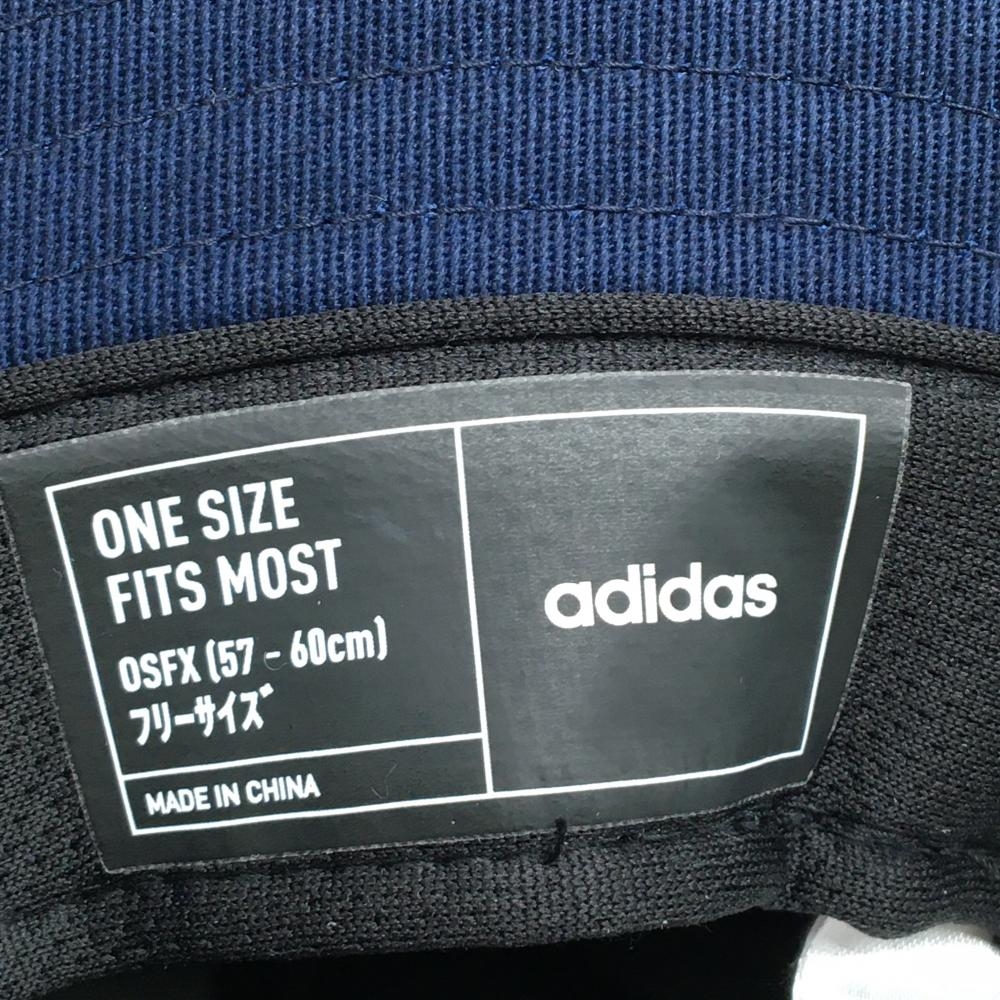 ONE SIZE
FITS MOST
OSFX (57 - 60cm)
フリーサイズ
MADE IN CHINA
adidas